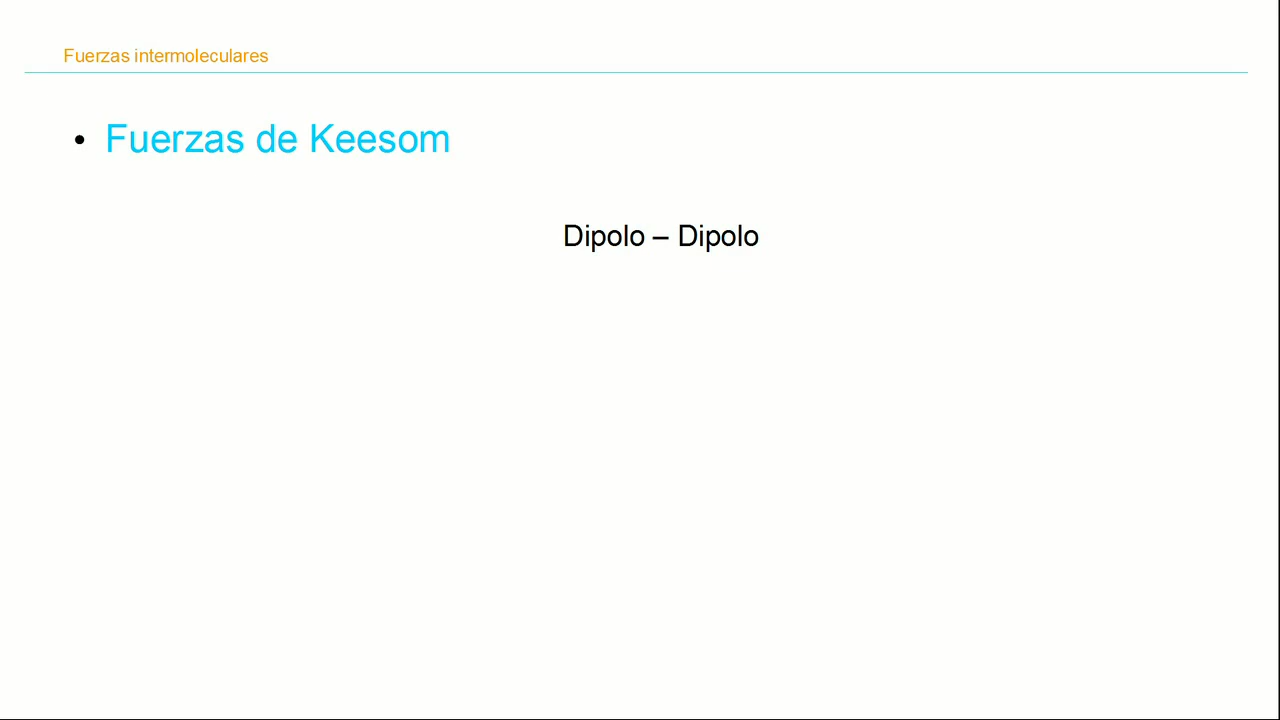 Fuerzas intermoleculares
• Fuerzas de Keesom
Dipolo – Dipolo